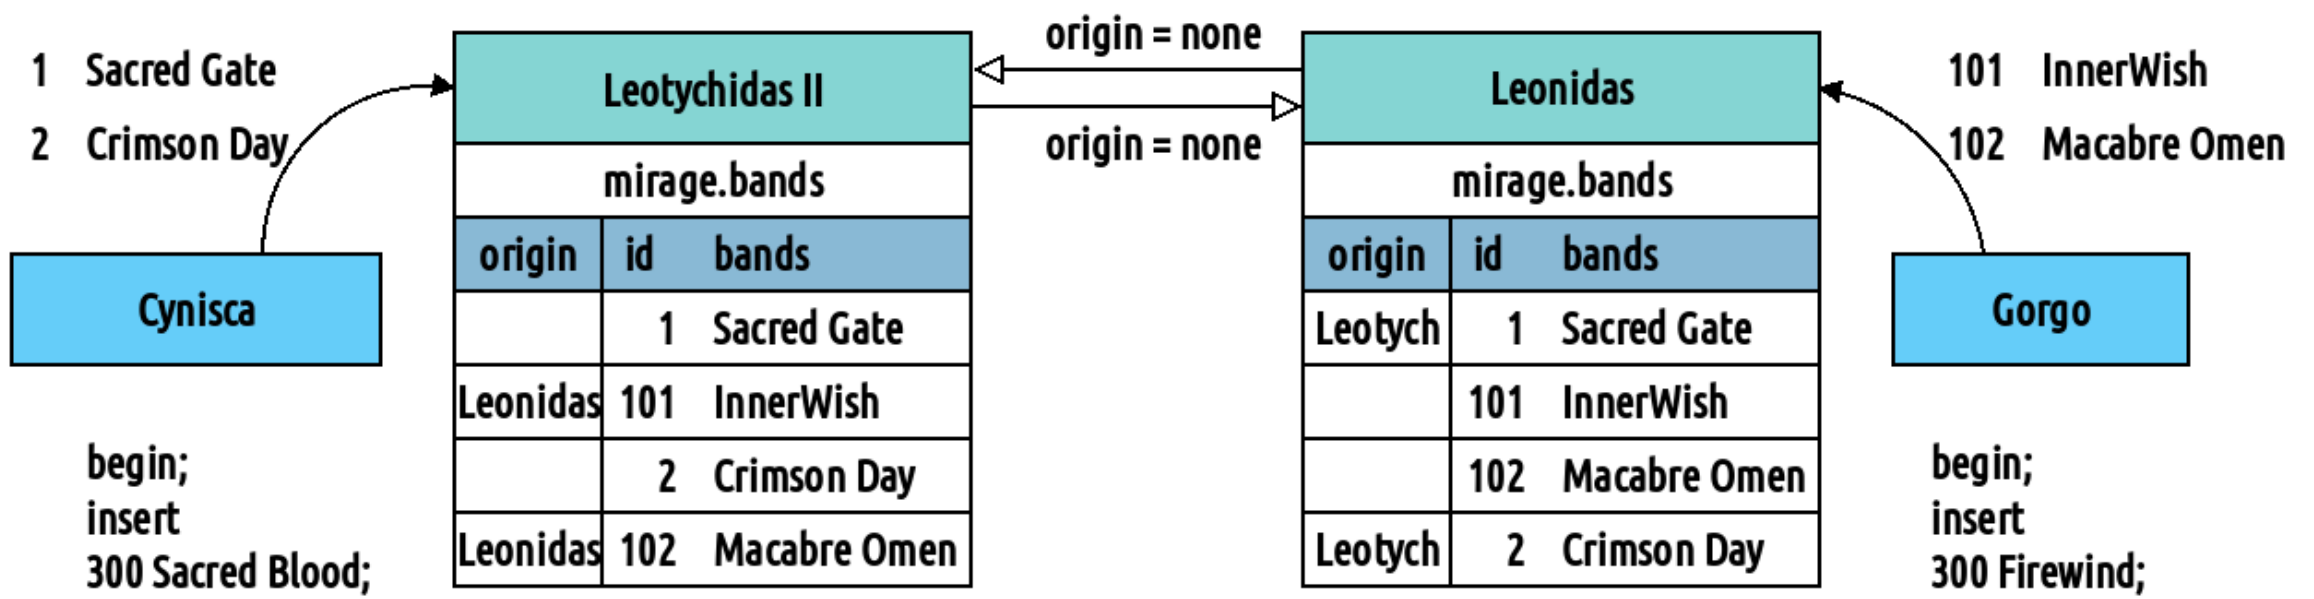 1 Sacred Gate
2 Crimson Day
Cynisca
begin;
insert
300 Sacred Blood;
Leotychidas II
mirage.bands
origin id bands
1 Sacred Gate
Leonidas 101 InnerWish
2 Crimson Day
Leonidas 102 Macabre Omen
origin = none
origin = none
Leonidas
mirage.bands
origin id bands
Leotych 1 Sacred Gate
101 InnerWish
102 Macabre Omen
Leotych 2 Crimson Day
101 InnerWish
102 Macabre Omen
Gorgo
begin;
insert
300 Firewind;